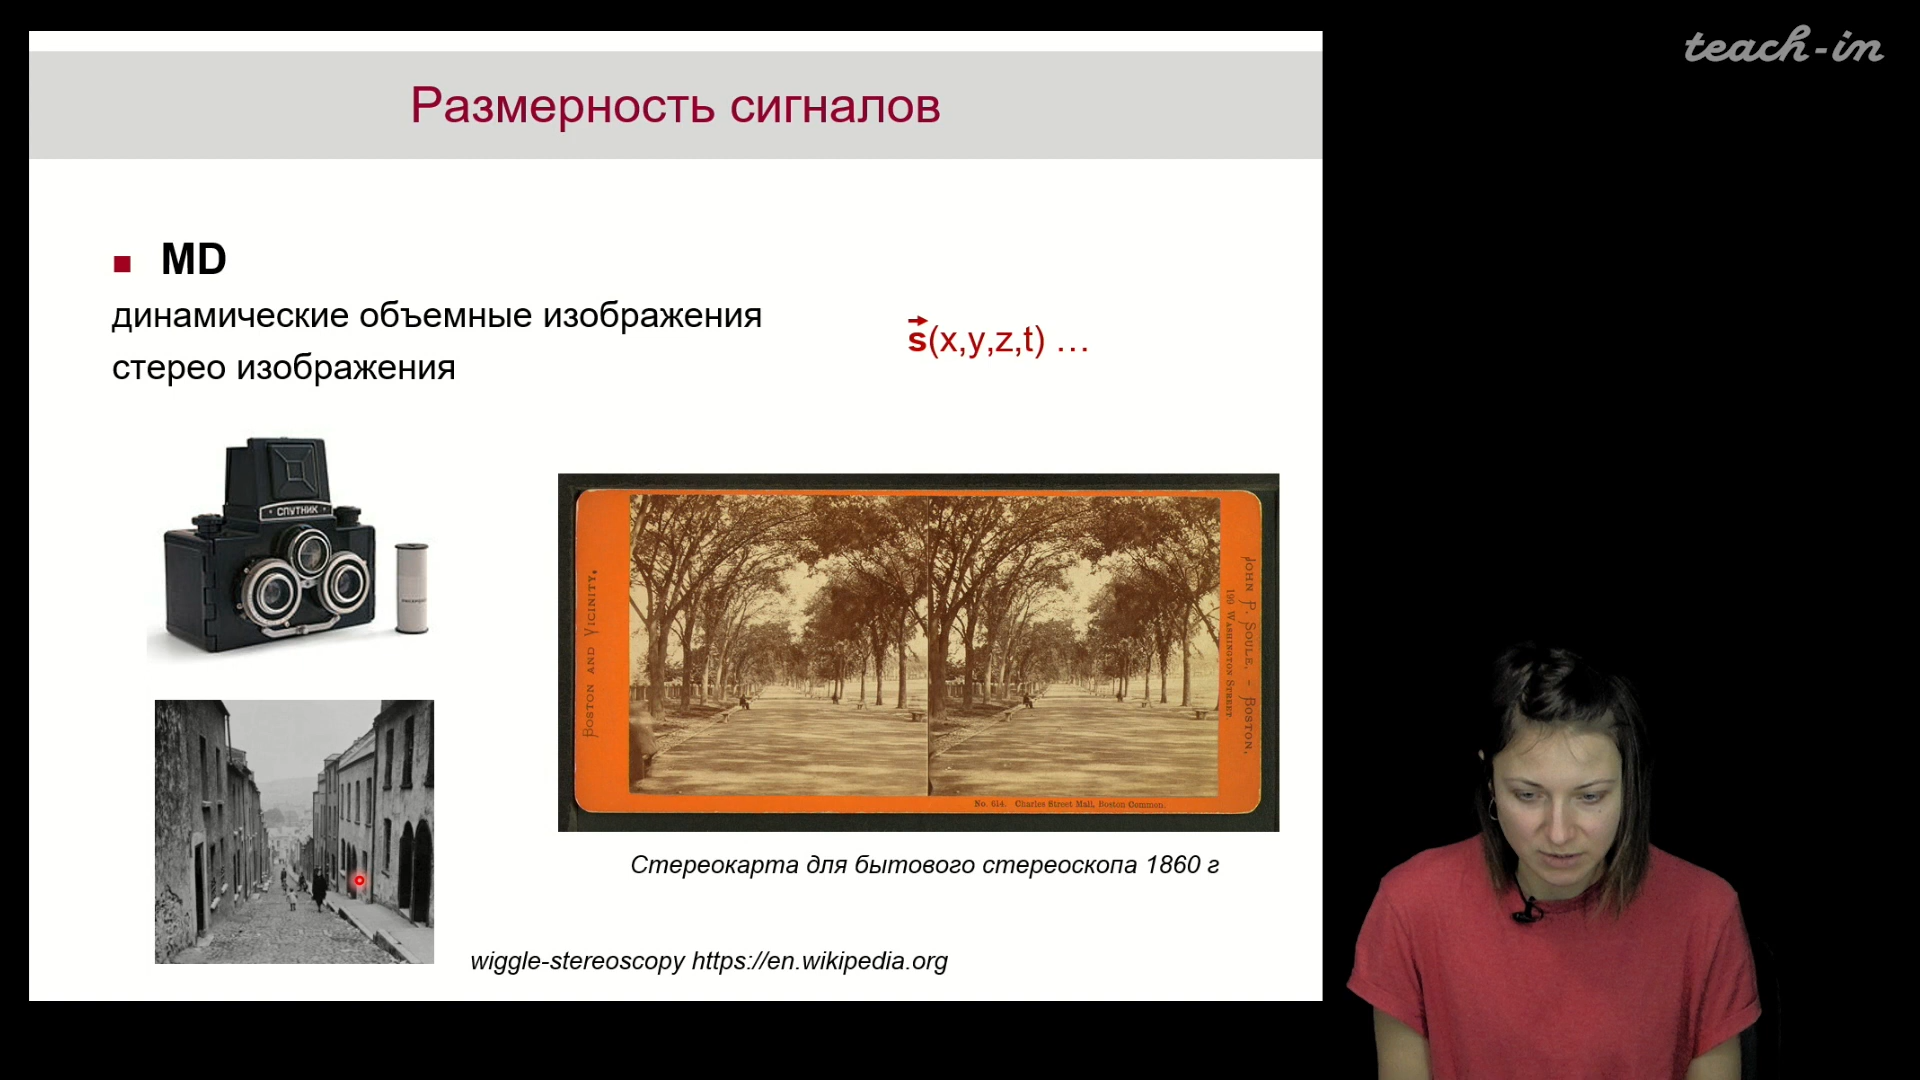 teach-in
Размерность сигналов
MD
динамические объемные изображения
стерео изображения
s(x,y,z,t) …
СПУТНИК
BOSTON AND VICINITY,
JOHN P. SOULE, - BOSTON,
199 WASHINGTON STREET.
No. 614. Charles Street Mall, Boston Common.
Стереокарта для бытового стереоскопа 1860 г
wiggle-stereoscopy https://en.wikipedia.org